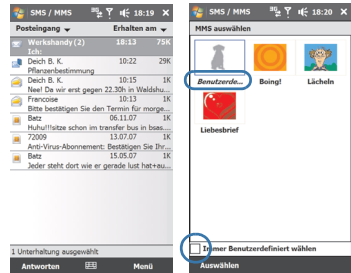 SMS / MMS 18:19
Posteingang Erhalten am
Werkshandy(2) 18:13 75K
Ich:
Deich B. K. 10:22 29K
Pflanzenbestimmung
Deich B. K. 10:15 1K
Nee! Da wir erst gegen 22.30h in Waldshu...
Francoise 10:13 1K
Bitte bestätigen Sie den Termin für morge...
Batz 06.11.07 1K
Huhu!!!sitze schon im transfer bus in bsas....
72009 13.07.07 1K
Anti-Virus-Abonnement: Bestätigen Sie Ihr...
Batz 15.05.07 1K
Jeder steht dort wie er gerade lust hat+au...
1 Unterhaltung ausgewählt
Antworten Menü
SMS / MMS 18:20
MMS auswählen
Benutzerde... Boing! Lächeln
Liebesbrief
Immer Benutzerdefiniert wählen
Auswählen